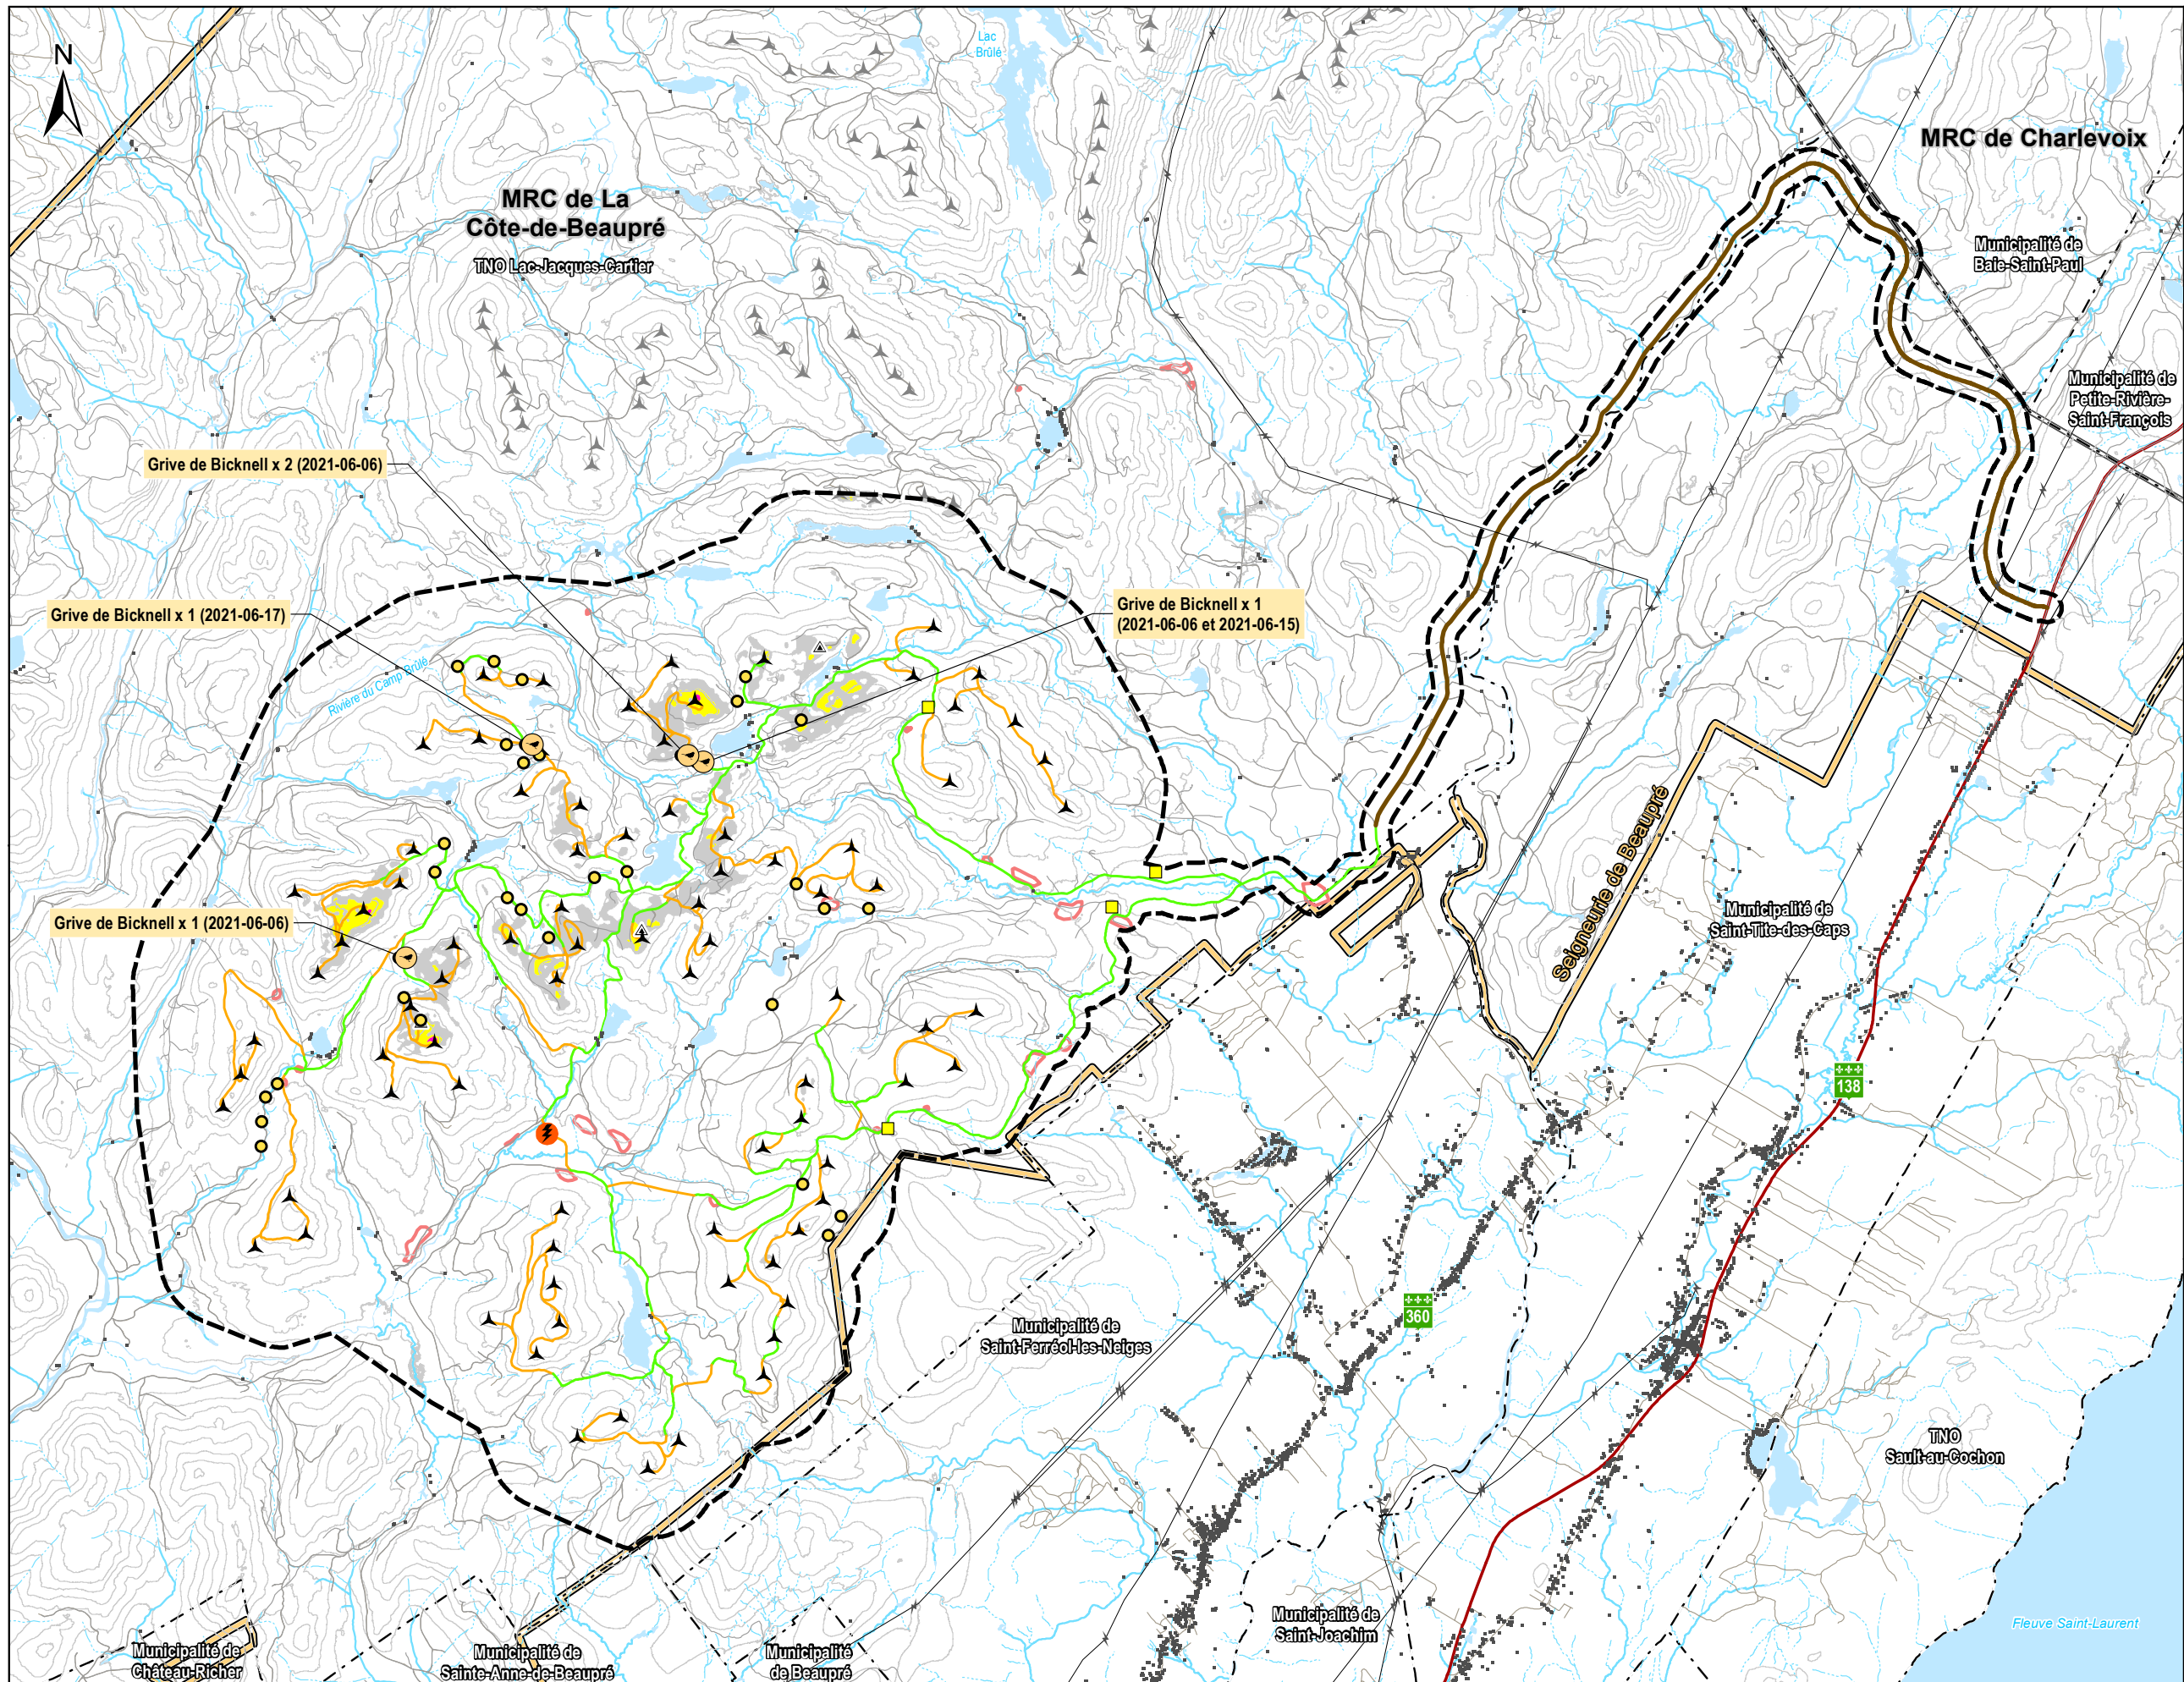 N
Lac
Brûlé
MRC de Charlevoix
MRC de La
Côte-de-Beaupré
TNO Lac-Jacques-Cartier
Municipalité de
Baie-Saint-Paul
Municipalité de
Petite-Rivière-
Saint-François
Grive de Bicknell x 2 (2021-06-06)
Grive de Bicknell x 1 (2021-06-17)
Grive de Bicknell x 1
(2021-06-06 et 2021-06-15)
Rivière du Camp Brûlé
Seigneurie de Beaupré
Grive de Bicknell x 1 (2021-06-06)
Municipalité de
Saint-Tite-des-Caps
138
360
Municipalité de
Saint-Ferréol-les-Neiges
TNO
Sault-au-Cochon
Municipalité de
Saint-Joachim
Fleuve Saint-Laurent
Municipalité de
Château-Richer
Municipalité de
Sainte-Anne-de-Beaupré
Municipalité
de Beaupré